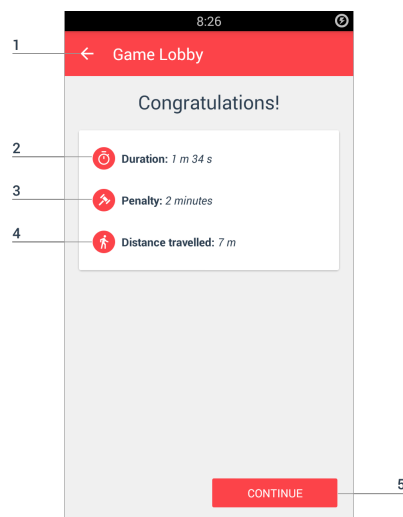 8:26
1
Game Lobby
Congratulations!
2
Duration: 1 m 34 s
3
Penalty: 2 minutes
4
Distance travelled: 7 m
CONTINUE
5